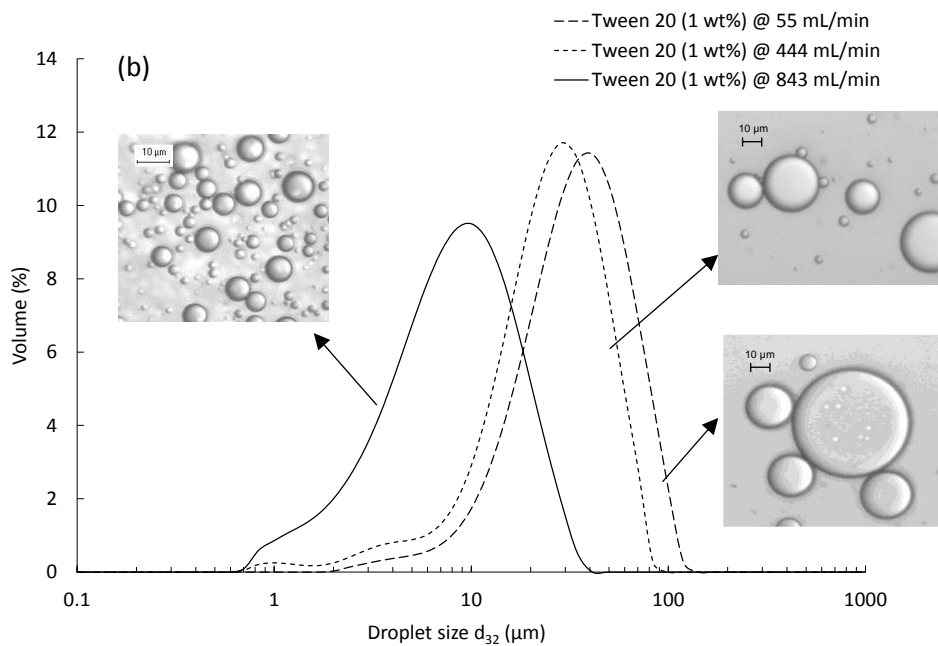 Tween 20 (1 wt%) @ 55 mL/min
Tween 20 (1 wt%) @ 444 mL/min
Tween 20 (1 wt%) @ 843 mL/min
(b)
14
12
10
8
6
4
2
0
Volume (%)
10 µm
10 µm
10 µm
0.1
1
10
100
1000
Droplet size d₃₂ (µm)